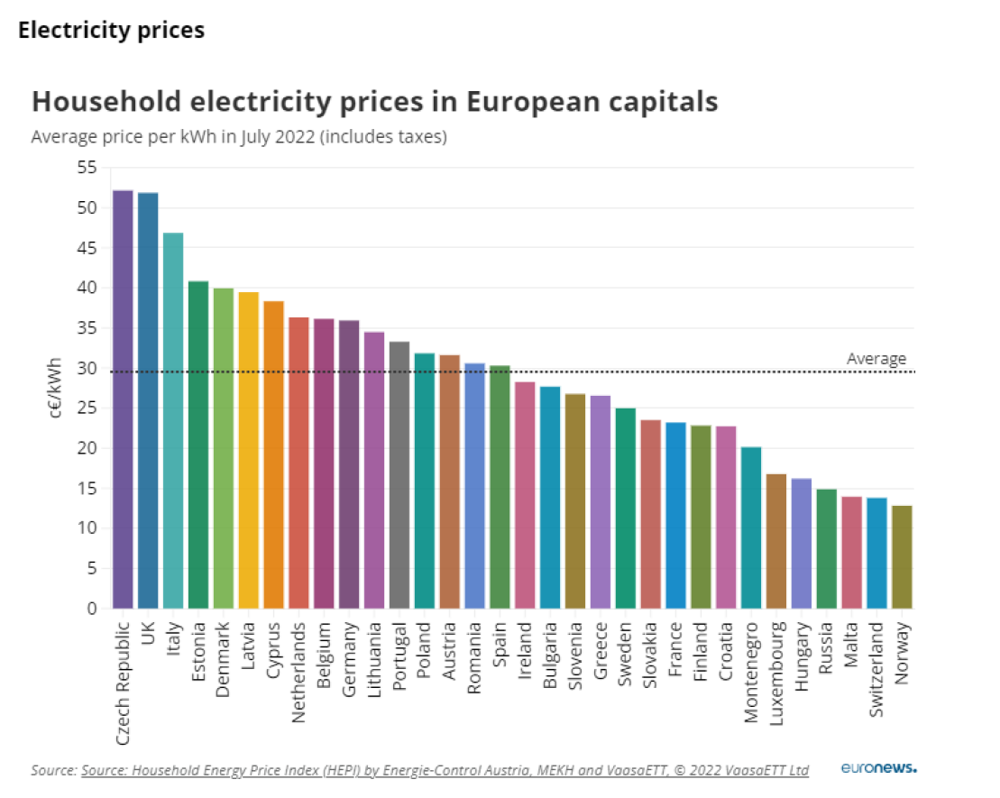 Electricity prices
Household electricity prices in European capitals
Average price per kWh in July 2022 (includes taxes)
55
50
45
40
35
30
25
20
15
10
5
0
c€/kWh
Average
Czech Republic
UK
Italy
Estonia
Denmark
Latvia
Cyprus
Netherlands
Belgium
Germany
Lithuania
Portugal
Poland
Austria
Romania
Spain
Ireland
Bulgaria
Slovenia
Greece
Sweden
Slovakia
France
Finland
Croatia
Montenegro
Luxembourg
Hungary
Russia
Malta
Switzerland
Norway
Source: Source: Household Energy Price Index (HEPI) by Energie-Control Austria, MEKH and VaasaETT, © 2022 VaasaETT Ltd
euronews.